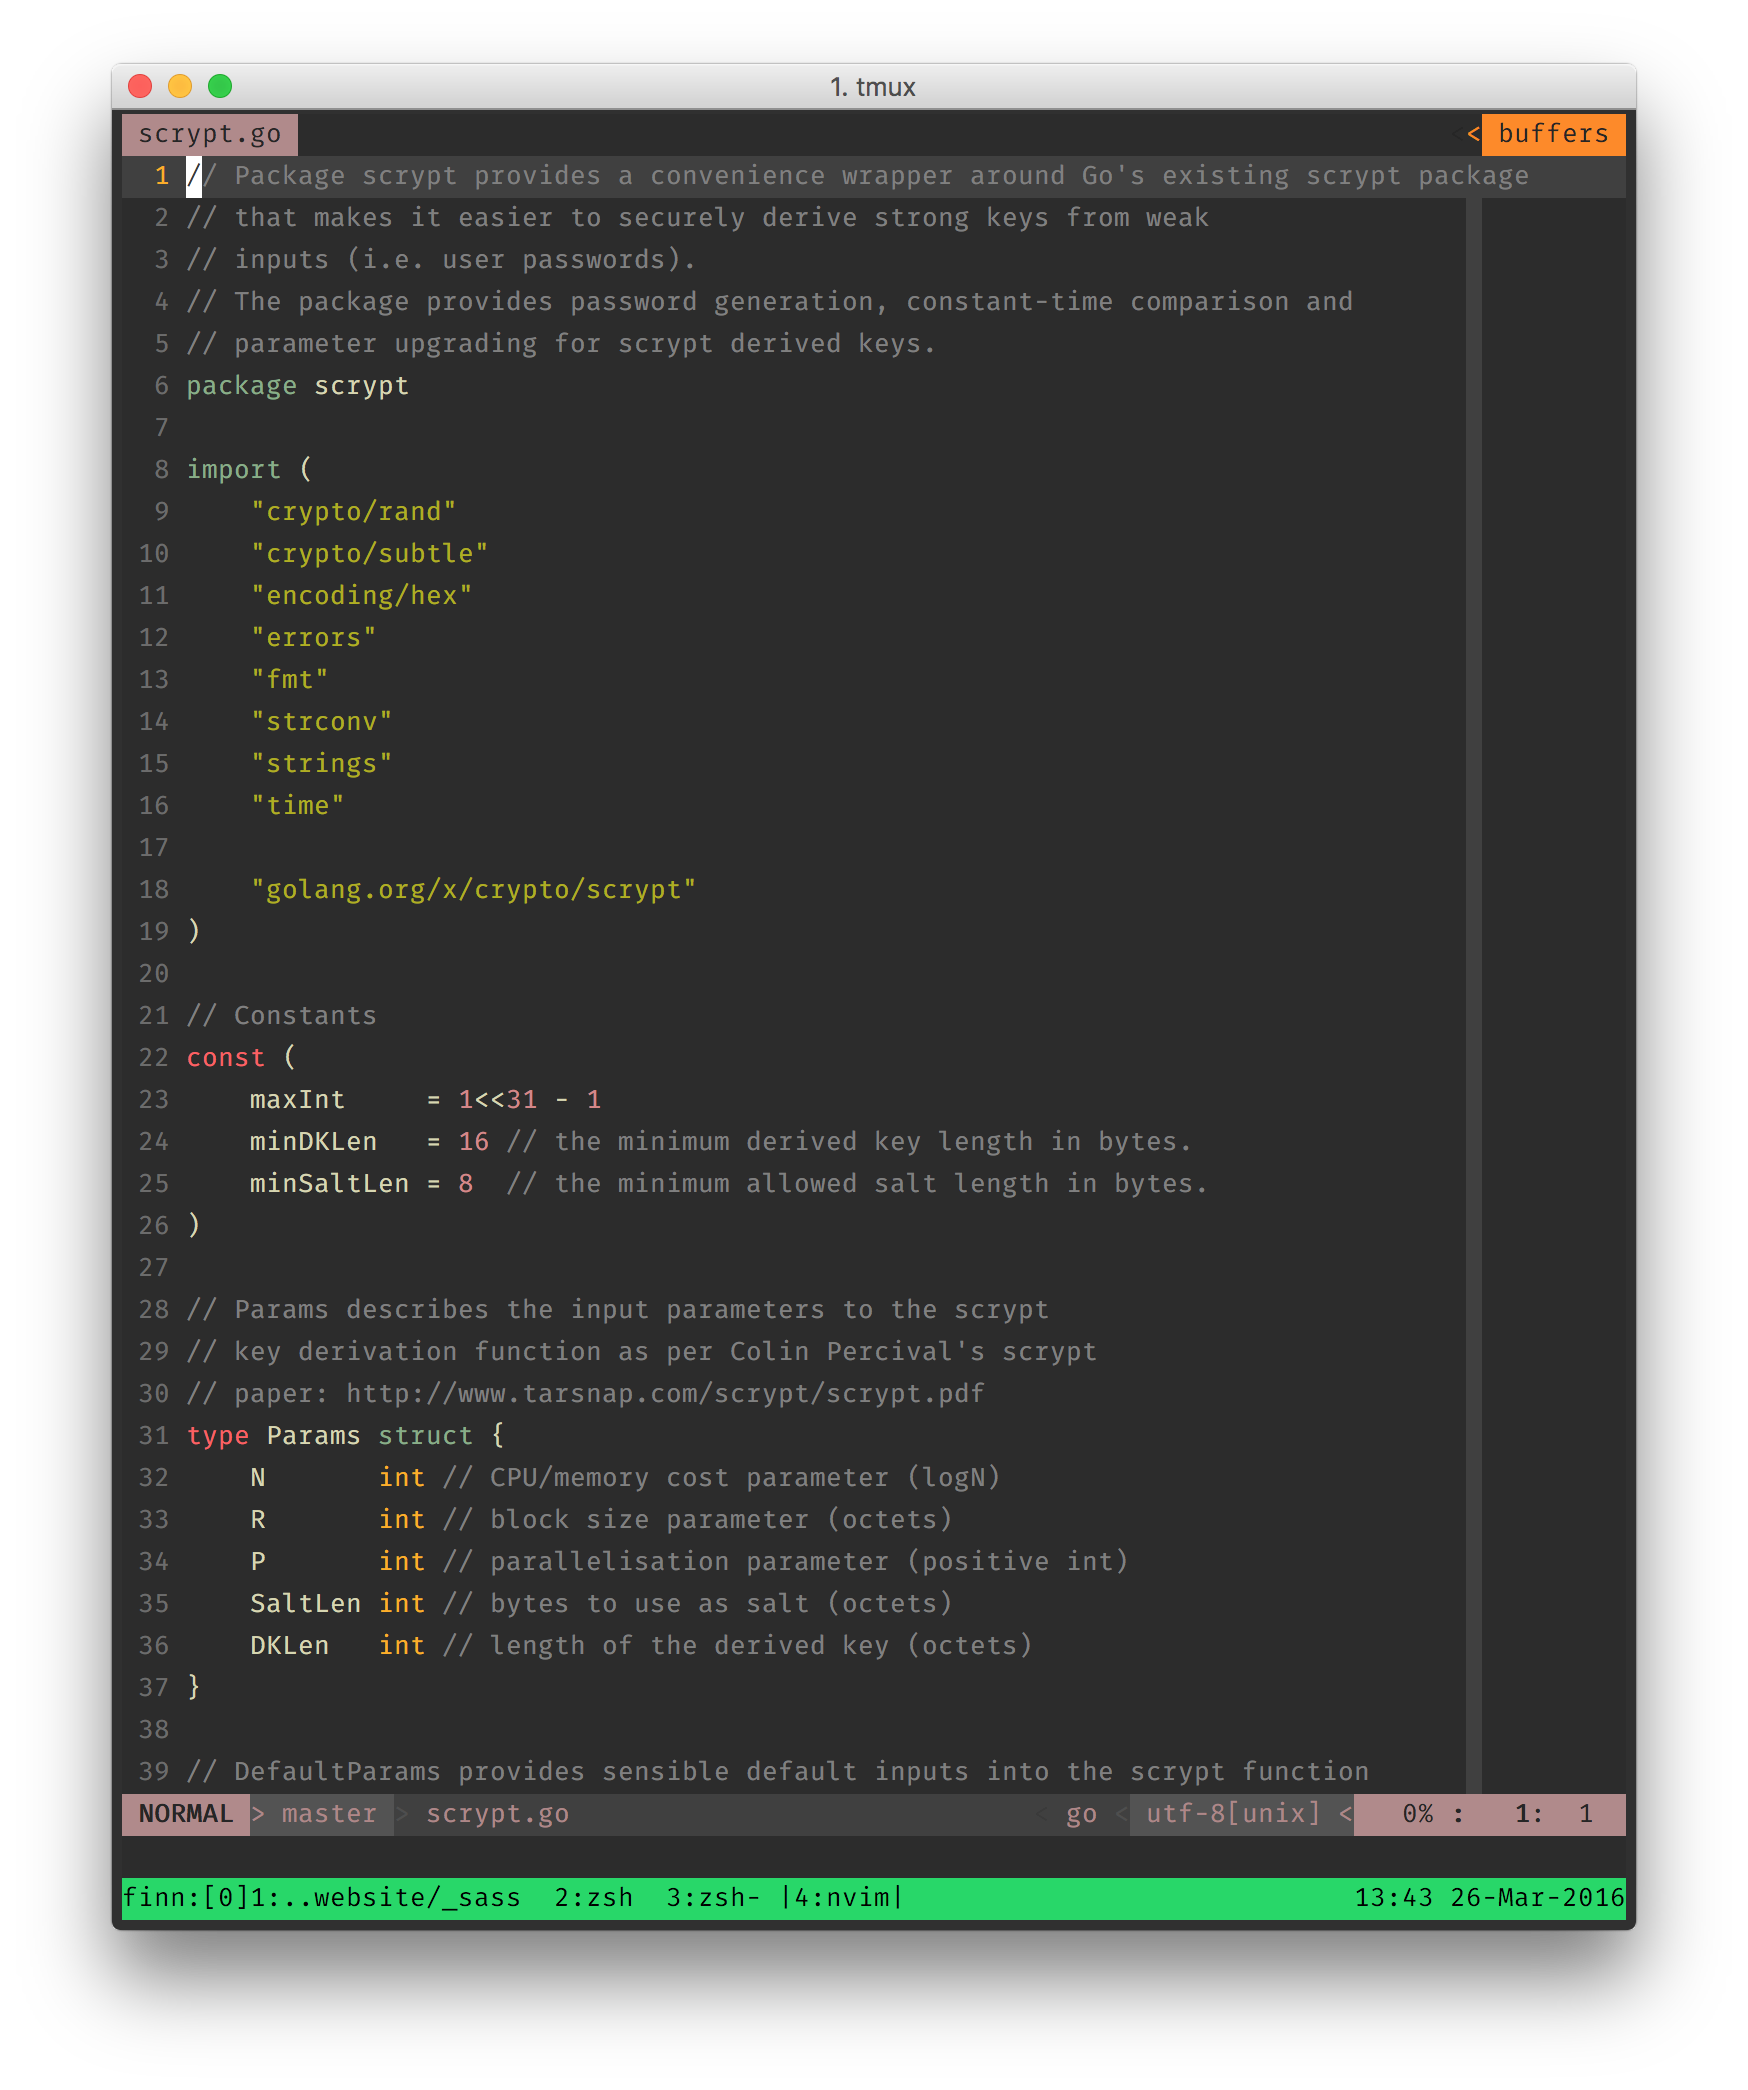 1. tmux
scrypt.go < buffers
1 // Package scrypt provides a convenience wrapper around Go's existing scrypt package
2 // that makes it easier to securely derive strong keys from weak
3 // inputs (i.e. user passwords).
4 // The package provides password generation, constant-time comparison and
5 // parameter upgrading for scrypt derived keys.
6 package scrypt
7
8 import (
9     "crypto/rand"
10     "crypto/subtle"
11     "encoding/hex"
12     "errors"
13     "fmt"
14     "strconv"
15     "strings"
16     "time"
17
18     "golang.org/x/crypto/scrypt"
19 )
20
21 // Constants
22 const (
23     maxInt     = 1<<31 - 1
24     minDKLen   = 16 // the minimum derived key length in bytes.
25     minSaltLen = 8  // the minimum allowed salt length in bytes.
26 )
27
28 // Params describes the input parameters to the scrypt
29 // key derivation function as per Colin Percival's scrypt
30 // paper: http://www.tarsnap.com/scrypt/scrypt.pdf
31 type Params struct {
32     N       int // CPU/memory cost parameter (logN)
33     R       int // block size parameter (octets)
34     P       int // parallelisation parameter (positive int)
35     SaltLen int // bytes to use as salt (octets)
36     DKLen   int // length of the derived key (octets)
37 }
38
39 // DefaultParams provides sensible default inputs into the scrypt function
NORMAL > master > scrypt.go < go < utf-8[unix] < 0% : 1: 1
finn:[0]1:..website/_sass  2:zsh  3:zsh- |4:nvim| 13:43 26-Mar-2016